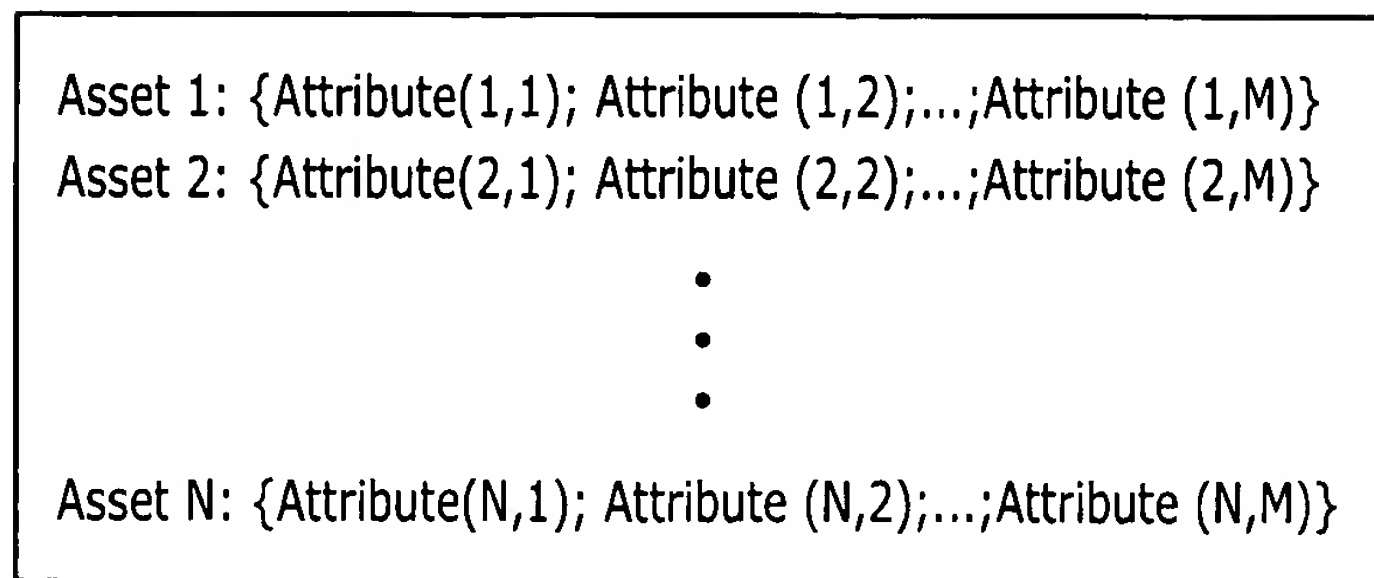 Asset 1: {Attribute(1,1); Attribute (1,2);...;Attribute (1,M)}
Asset 2: {Attribute(2,1); Attribute (2,2);...;Attribute (2,M)}
•
•
•
Asset N: {Attribute(N,1); Attribute (N,2);...;Attribute (N,M)}